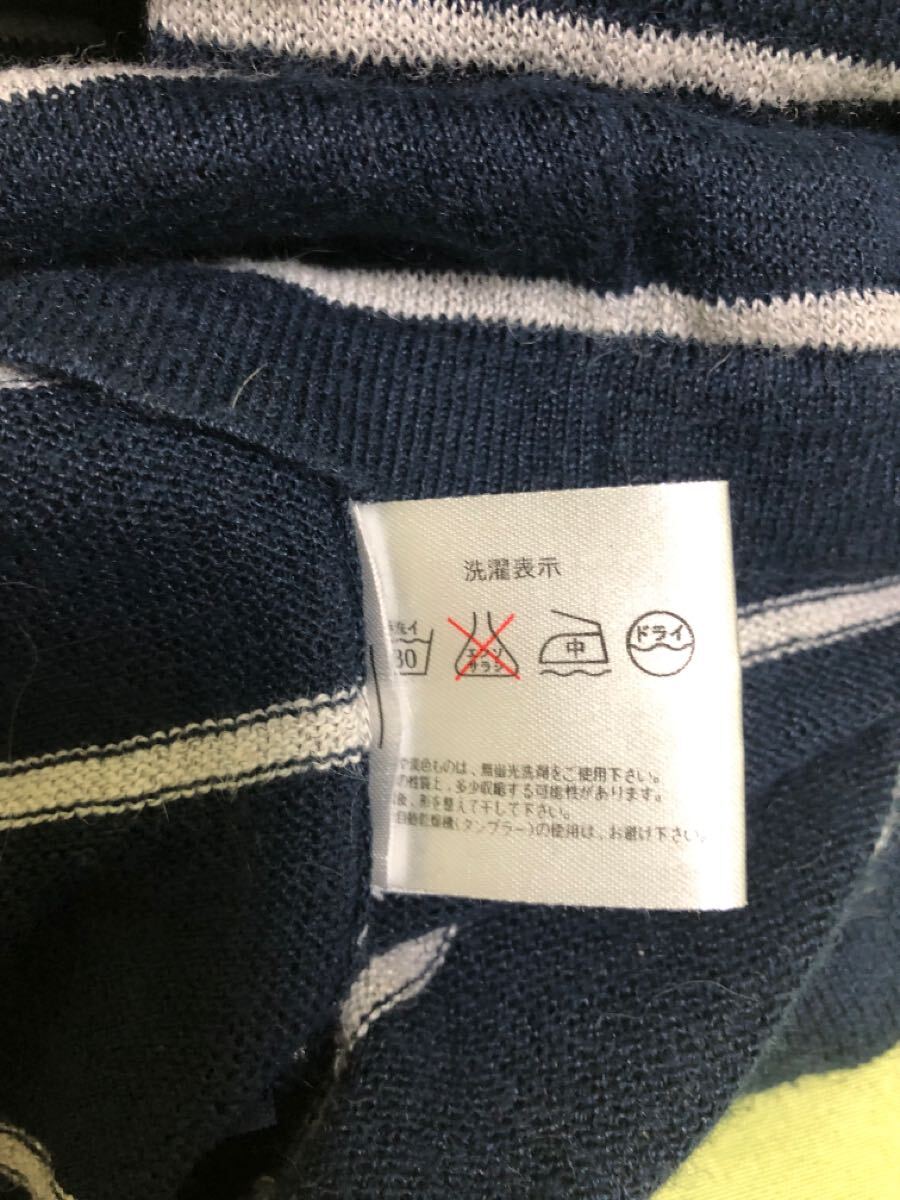 洗濯表示
30
エンソ
サラシ
中
ドライ
色ものは、無蛍光洗剤をご使用下さい。
の性質上、多少収縮する可能性があります。
後、形を整えて干して下さい。
自動乾燥機(タンブラー)の使用は、お避け下さい。